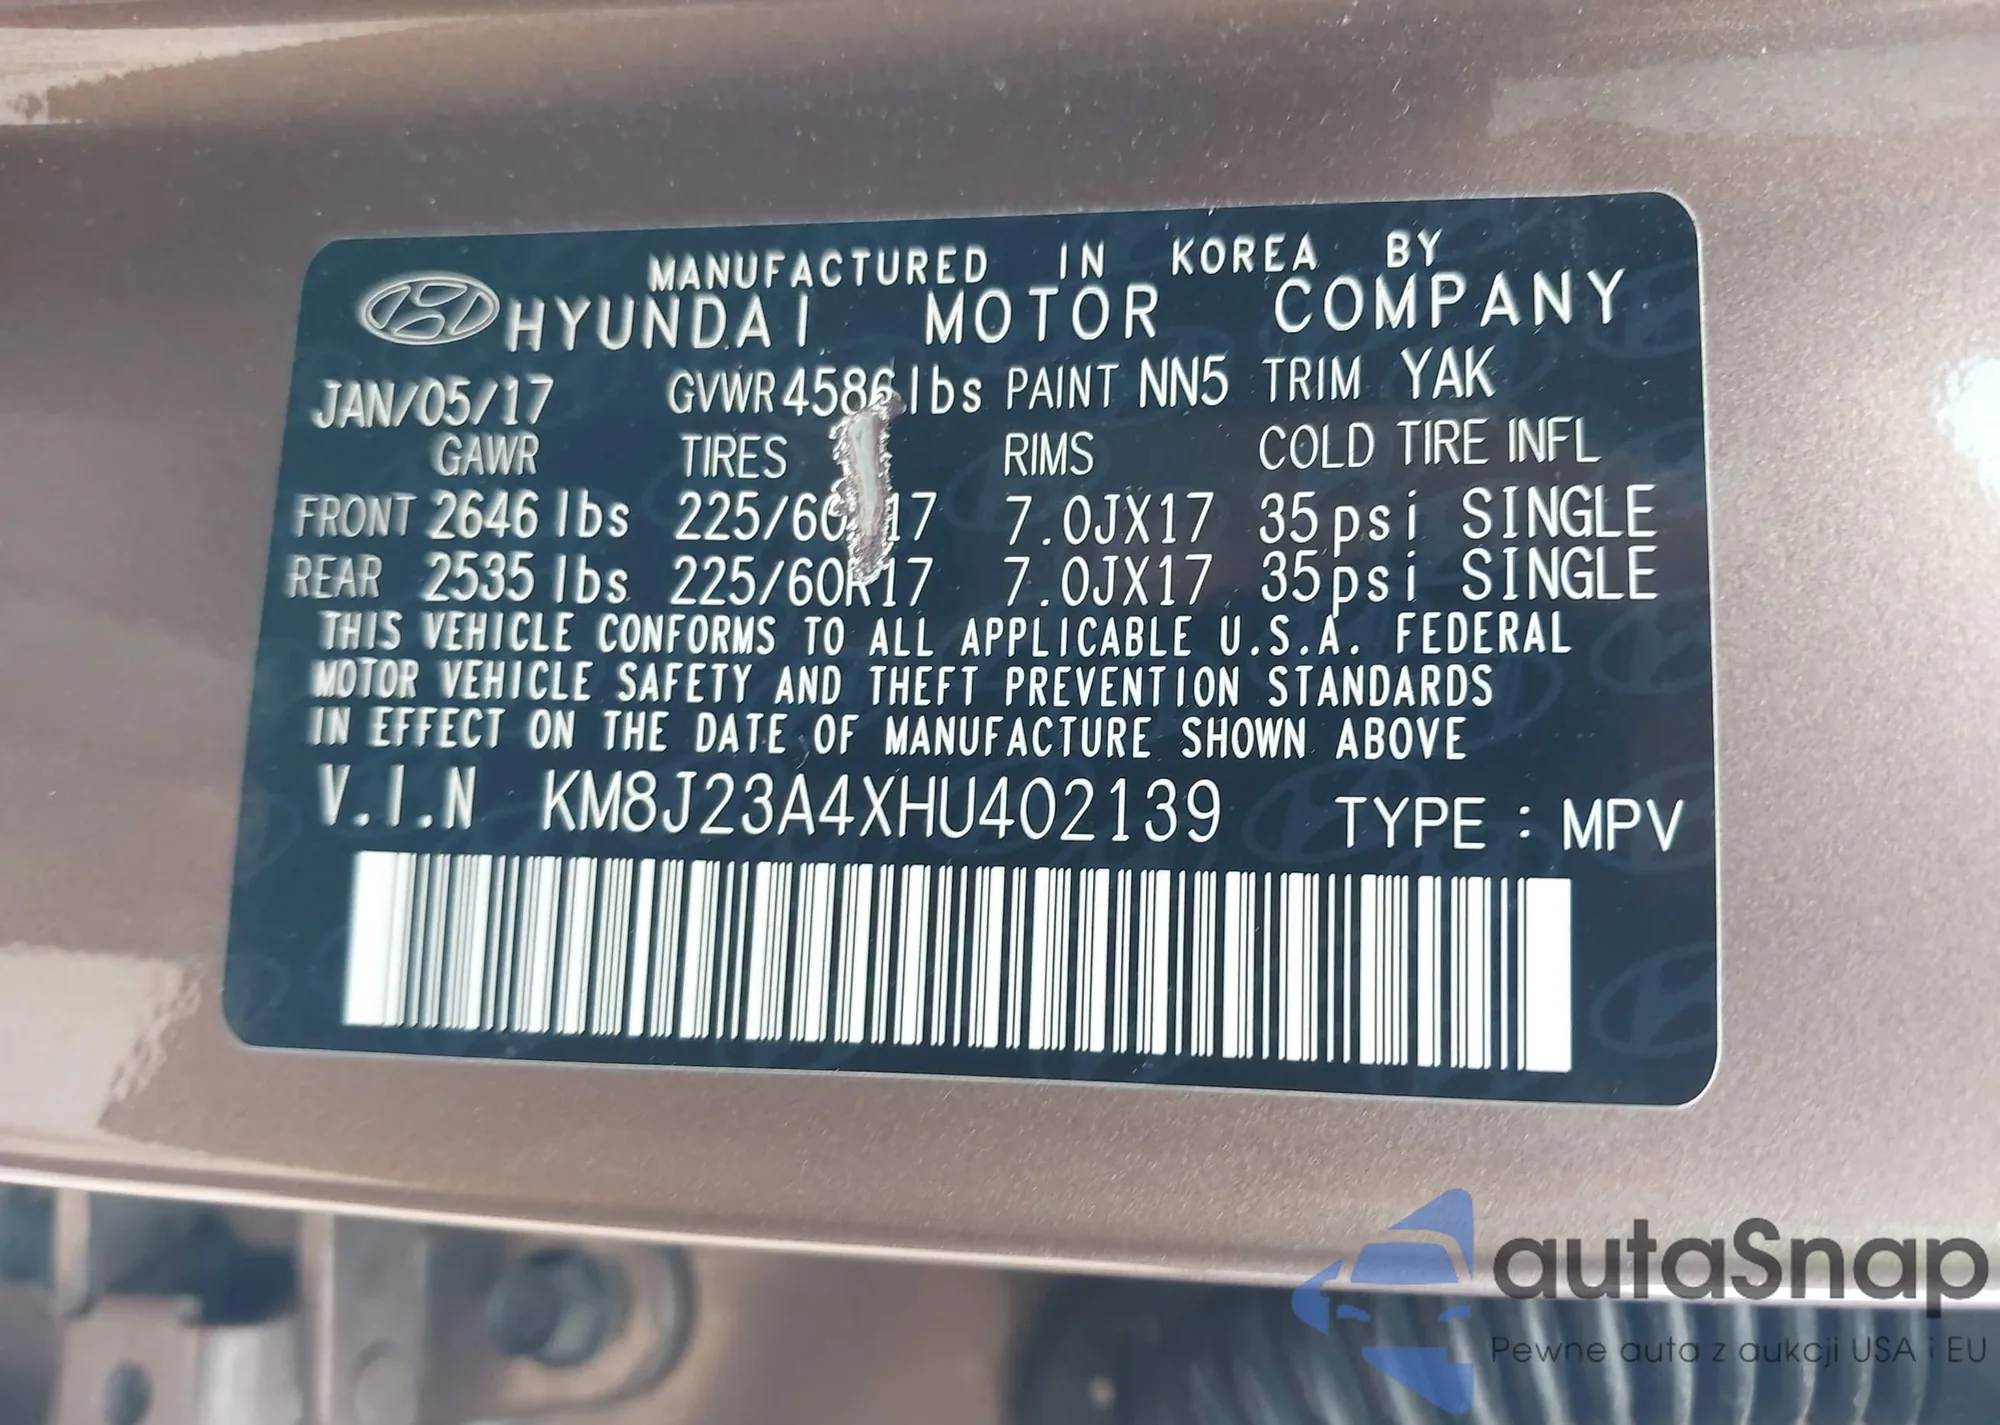 MANUFACTURED IN KOREA BY
HYUNDAI MOTOR COMPANY
JAN/05/17 GVWR 4586 lbs PAINT NN5 TRIM YAK
GAWR TIRES RIMS COLD TIRE INFL
FRONT 2646 lbs 225/60R17 7.0JX17 35psi SINGLE
REAR 2535 lbs 225/60R17 7.0JX17 35psi SINGLE
THIS VEHICLE CONFORMS TO ALL APPLICABLE U.S.A. FEDERAL
MOTOR VEHICLE SAFETY AND THEFT PREVENTION STANDARDS
IN EFFECT ON THE DATE OF MANUFACTURE SHOWN ABOVE
V.I.N KM8J23A4XHU402139 TYPE : MPV
autaSnap
Pewne auta z aukcji USA i EU